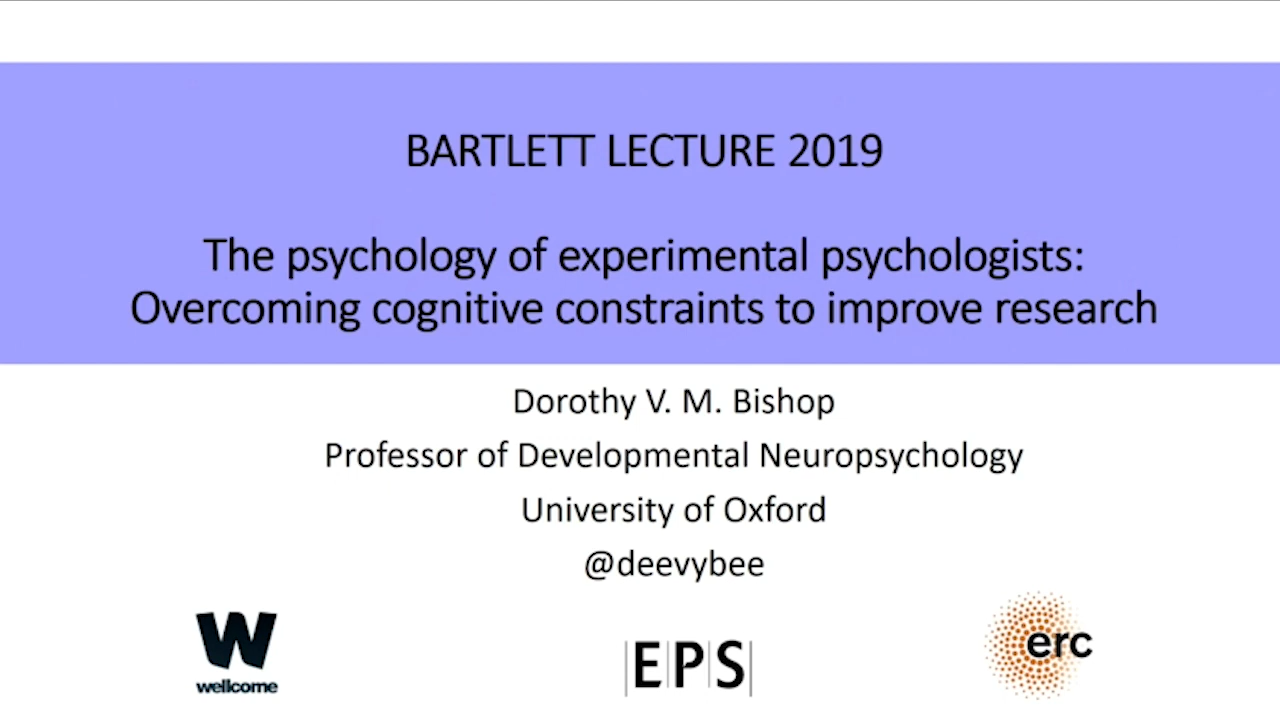 BARTLETT LECTURE 2019
The psychology of experimental psychologists:
Overcoming cognitive constraints to improve research
Dorothy V. M. Bishop
Professor of Developmental Neuropsychology
University of Oxford
@deevybee
W
wellcome
|E|P|S|
erc